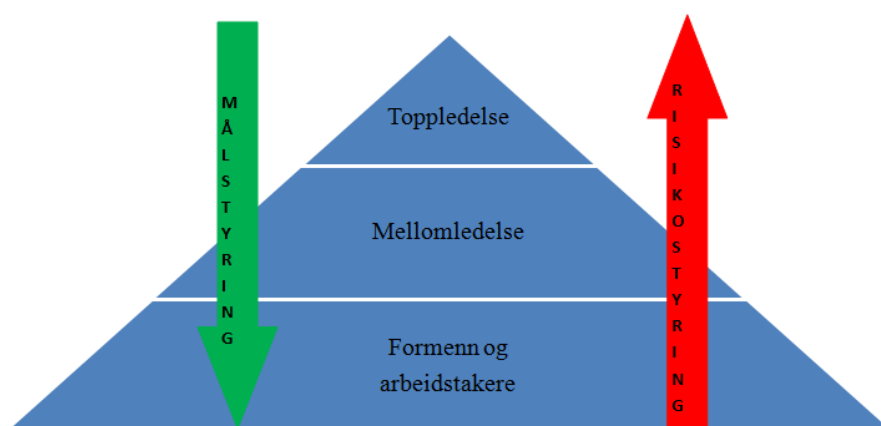 MÅLSTYRING
Toppledelse
Mellomledelse
Formenn og
arbeidstakere
RISIKOSTYRING